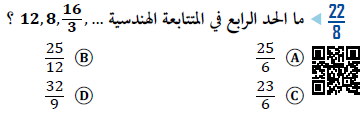 22/8 ◀ ما الحد الرابع في المتتابعة الهندسية ... , 12, 8, 16/3 ؟
25/6 (A) 25/12 (B)
23/6 (C) 32/9 (D)